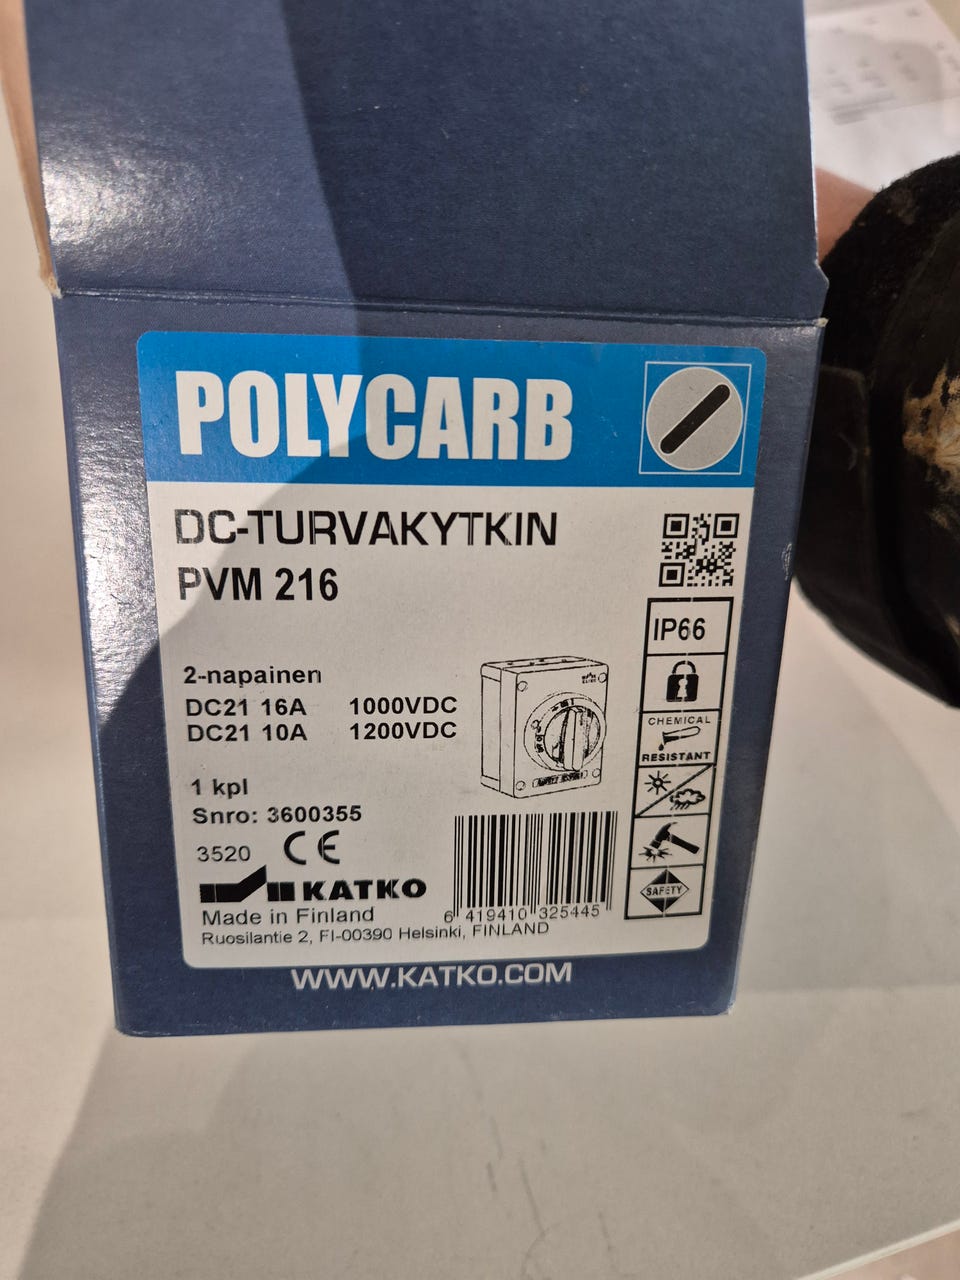 POLYCARB
DC-TURVAKYTKIN
PVM 216
IP66
2-napainen
DC21 16A 1000VDC
DC21 10A 1200VDC
CHEMICAL
RESISTANT
1 kpl
Snro: 3600355
3520 CE
SAFETY
KATKO
Made in Finland
6 419410 325445
Ruosilantie 2, FI-00390 Helsinki, FINLAND
WWW.KATKO.COM